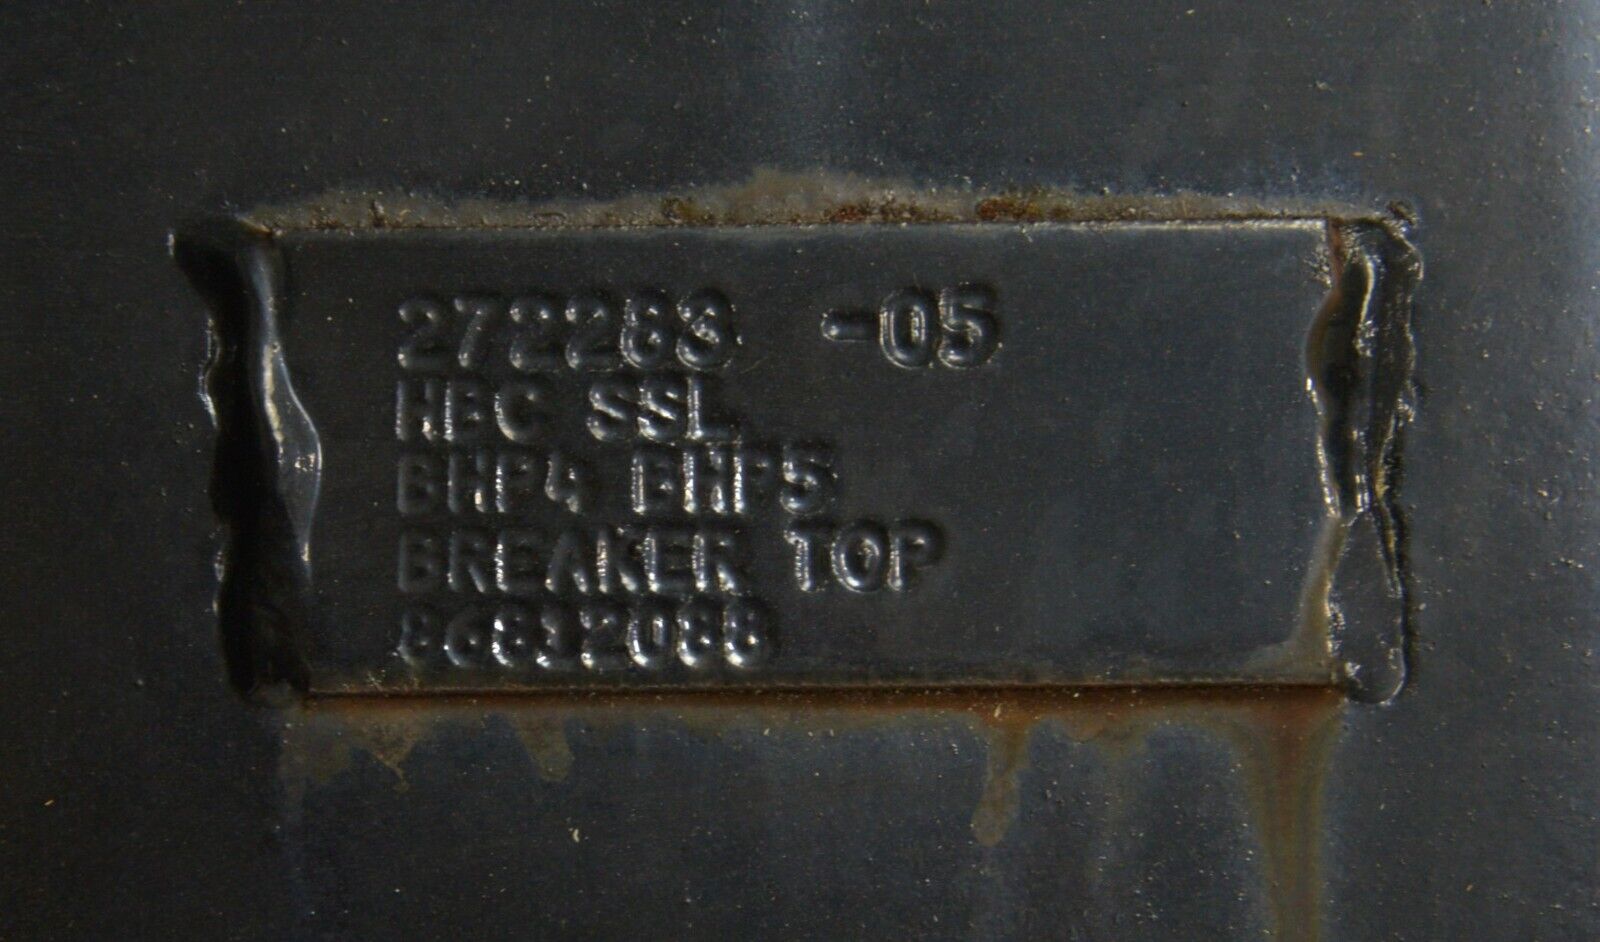 272283 -05
HBC SSL
BHP4 BHP5
BREAKER TOP
86812088